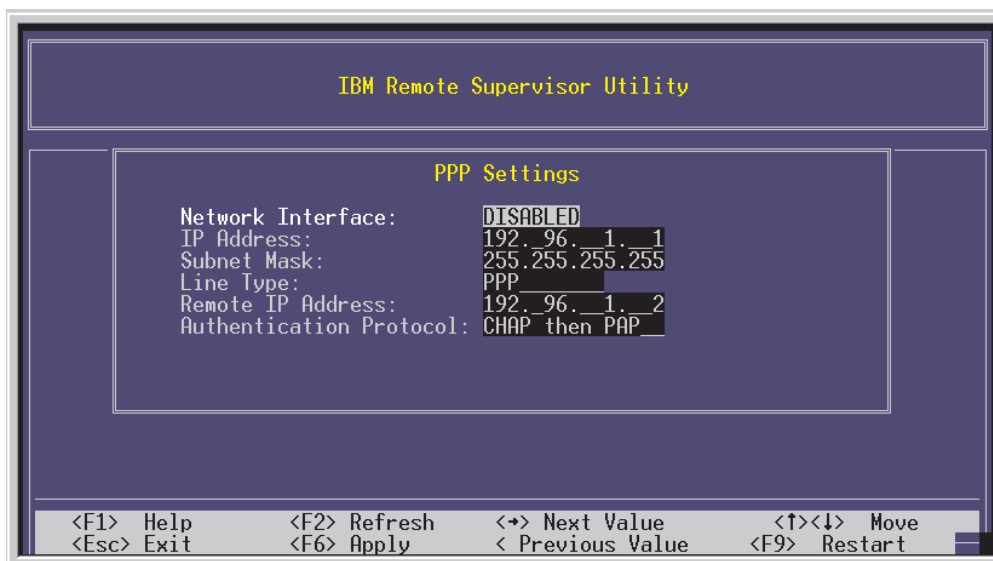 IBM Remote Supervisor Utility
PPP Settings
Network Interface: DISABLED
IP Address: 192._96.__1.__1
Subnet Mask: 255.255.255.255
Line Type: PPP________
Remote IP Address: 192._96.__1.__2
Authentication Protocol: CHAP then PAP__
<F1> Help <F2> Refresh <→> Next Value <↑><↓> Move
<Esc> Exit <F6> Apply < Previous Value <F9> Restart